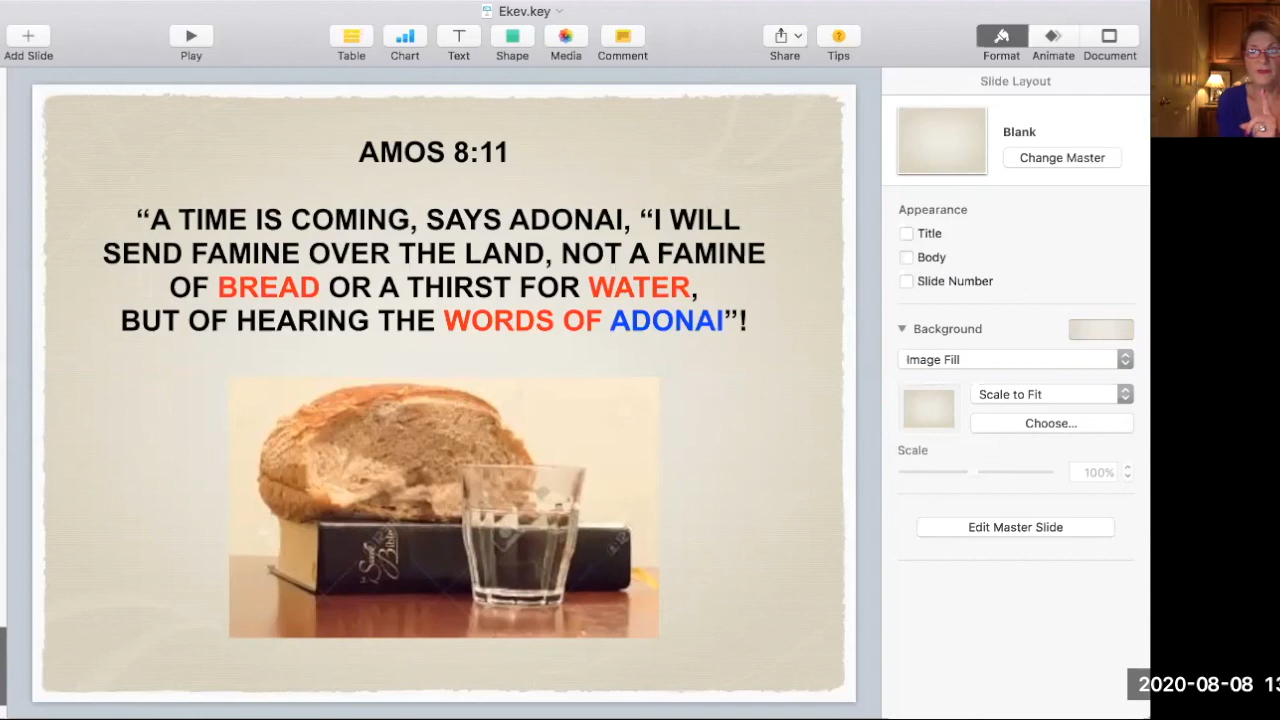 Ekev.key
Add Slide
Play
Table
Chart
Text
Shape
Media
Comment
Share
Tips
Format
Animate
Document
AMOS 8:11
“A TIME IS COMING, SAYS ADONAI, “I WILL
SEND FAMINE OVER THE LAND, NOT A FAMINE
OF BREAD OR A THIRST FOR WATER,
BUT OF HEARING THE WORDS OF ADONAI”!
Bible
Slide Layout
Blank
Change Master
Appearance
Title
Body
Slide Number
Background
Image Fill
Scale to Fit
Choose...
Scale
100%
Edit Master Slide
2020-08-08 13